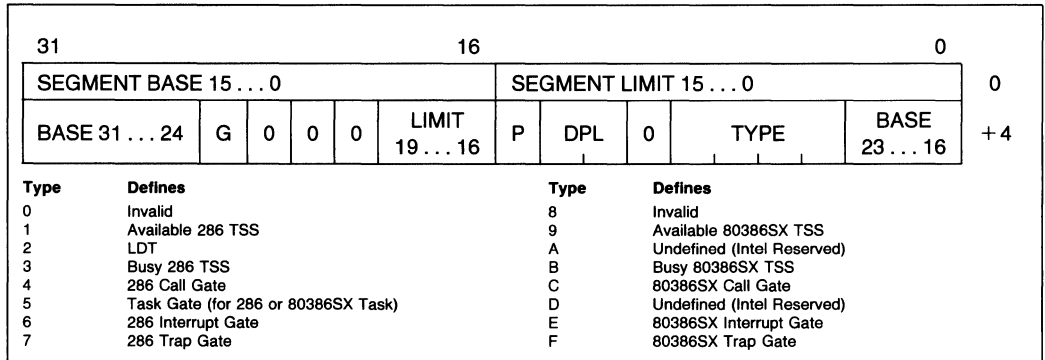 31 16 0
SEGMENT BASE 15 . . . 0 SEGMENT LIMIT 15 . . . 0 0
BASE 31 . . . 24 G 0 0 0 LIMIT 19 . . . 16 P DPL 0 TYPE BASE 23 . . . 16 +4
Type Defines Type Defines
0 Invalid 8 Invalid
1 Available 286 TSS 9 Available 80386SX TSS
2 LDT A Undefined (Intel Reserved)
3 Busy 286 TSS B Busy 80386SX TSS
4 286 Call Gate C 80386SX Call Gate
5 Task Gate (for 286 or 80386SX Task) D Undefined (Intel Reserved)
6 286 Interrupt Gate E 80386SX Interrupt Gate
7 286 Trap Gate F 80386SX Trap Gate